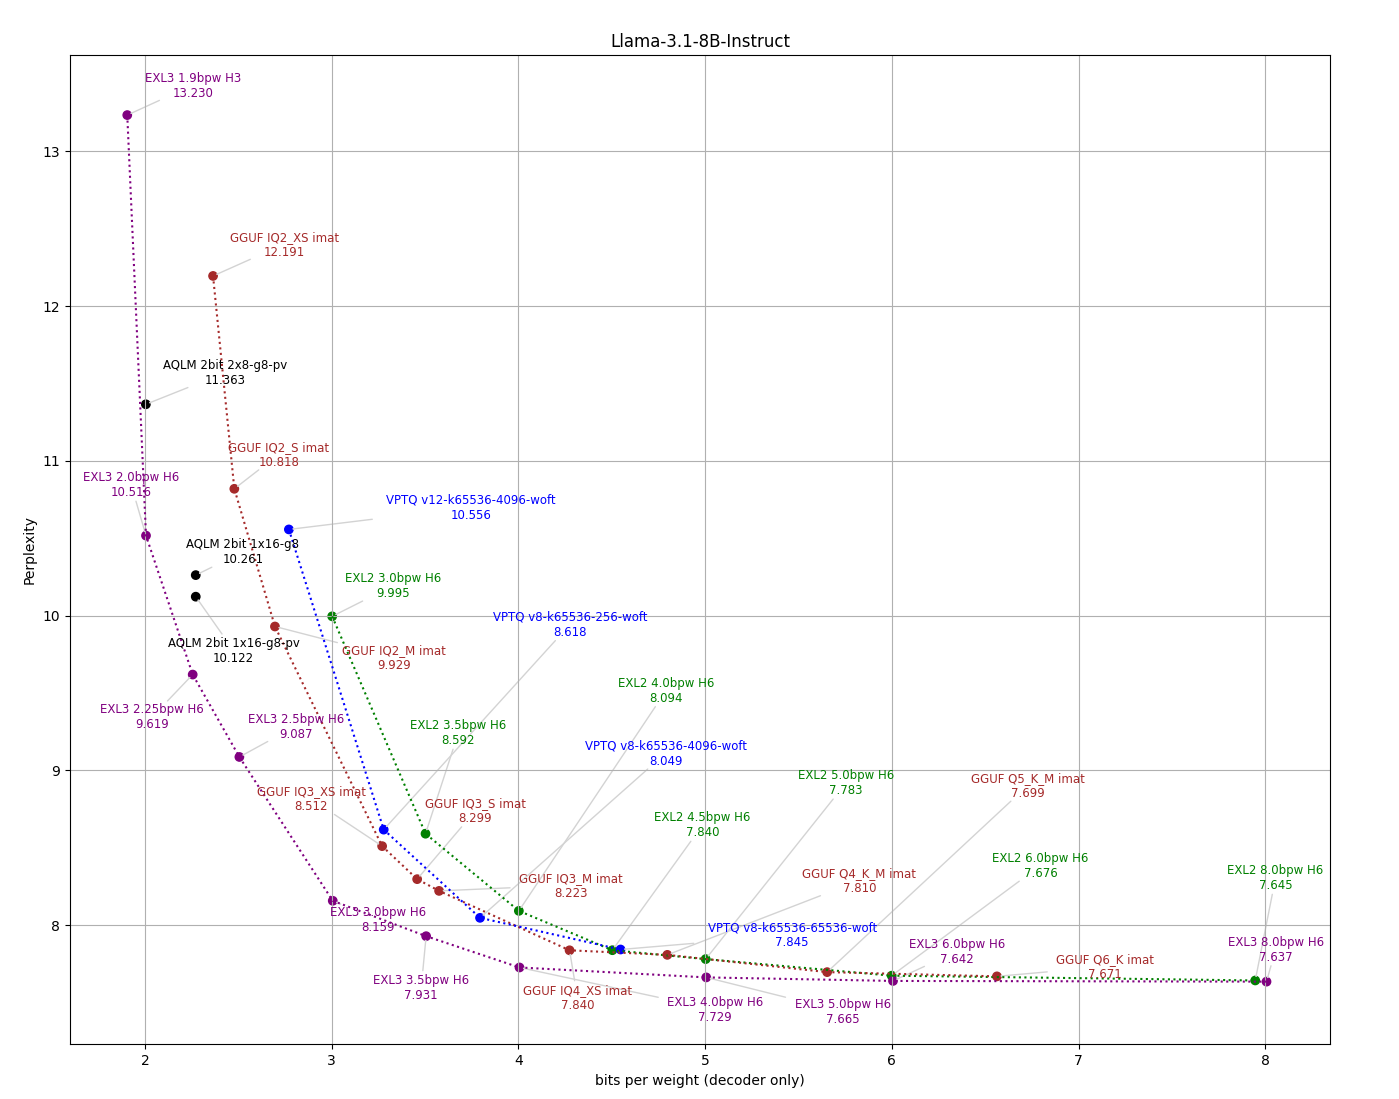 Llama-3.1-8B-Instruct
EXL3 1.9bpw H3
13.230
13
GGUF IQ2_XS imat
12.191
12
AQLM 2bit 2x8-g8-pv
11.363
GGUF IQ2_S imat
10.818
11
EXL3 2.0bpw H6
10.516
VPTQ v12-k65536-4096-woft
10.556
AQLM 2bit 1x16-g8
10.261
EXL2 3.0bpw H6
9.995
10
VPTQ v8-k65536-256-woft
8.618
AQLM 2bit 1x16-g8-pv
10.122
GGUF IQ2_M imat
9.929
EXL2 4.0bpw H6
8.094
EXL3 2.25bpw H6
9.619
EXL3 2.5bpw H6
9.087
EXL2 3.5bpw H6
8.592
VPTQ v8-k65536-4096-woft
8.049
9
EXL2 5.0bpw H6
7.783
GGUF Q5_K_M imat
7.699
GGUF IQ3_XS imat
8.512
GGUF IQ3_S imat
8.299
EXL2 4.5bpw H6
7.840
EXL2 6.0bpw H6
7.676
EXL2 8.0bpw H6
7.645
GGUF IQ3_M imat
8.223
GGUF Q4_K_M imat
7.810
EXL3 3.0bpw H6
8.159
8
VPTQ v8-k65536-65536-woft
7.845
EXL3 6.0bpw H6
7.642
EXL3 8.0bpw H6
7.637
GGUF Q6_K imat
7.671
EXL3 3.5bpw H6
7.931
GGUF IQ4_XS imat
7.840
EXL3 4.0bpw H6
7.729
EXL3 5.0bpw H6
7.665
Perplexity
2
3
4
5
6
7
8
bits per weight (decoder only)